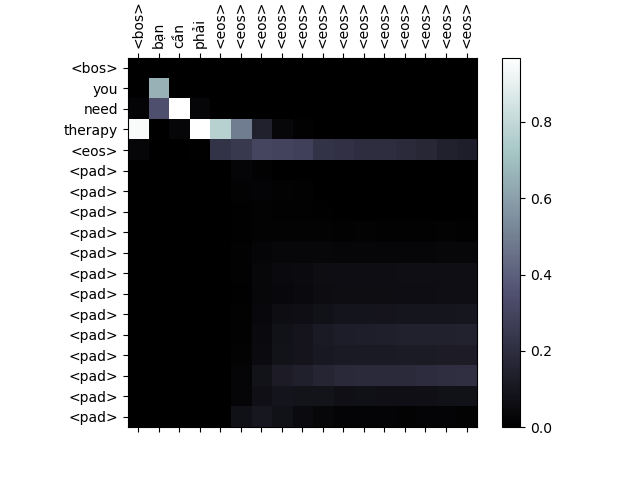 <bos> bạn cần phải <eos> <eos> <eos> <eos> <eos> <eos> <eos> <eos> <eos> <eos> <eos> <eos> <eos>
<bos>
you
need
therapy
<eos>
<pad>
<pad>
<pad>
<pad>
<pad>
<pad>
<pad>
<pad>
<pad>
<pad>
<pad>
<pad>
<pad>
0.8
0.6
0.4
0.2
0.0